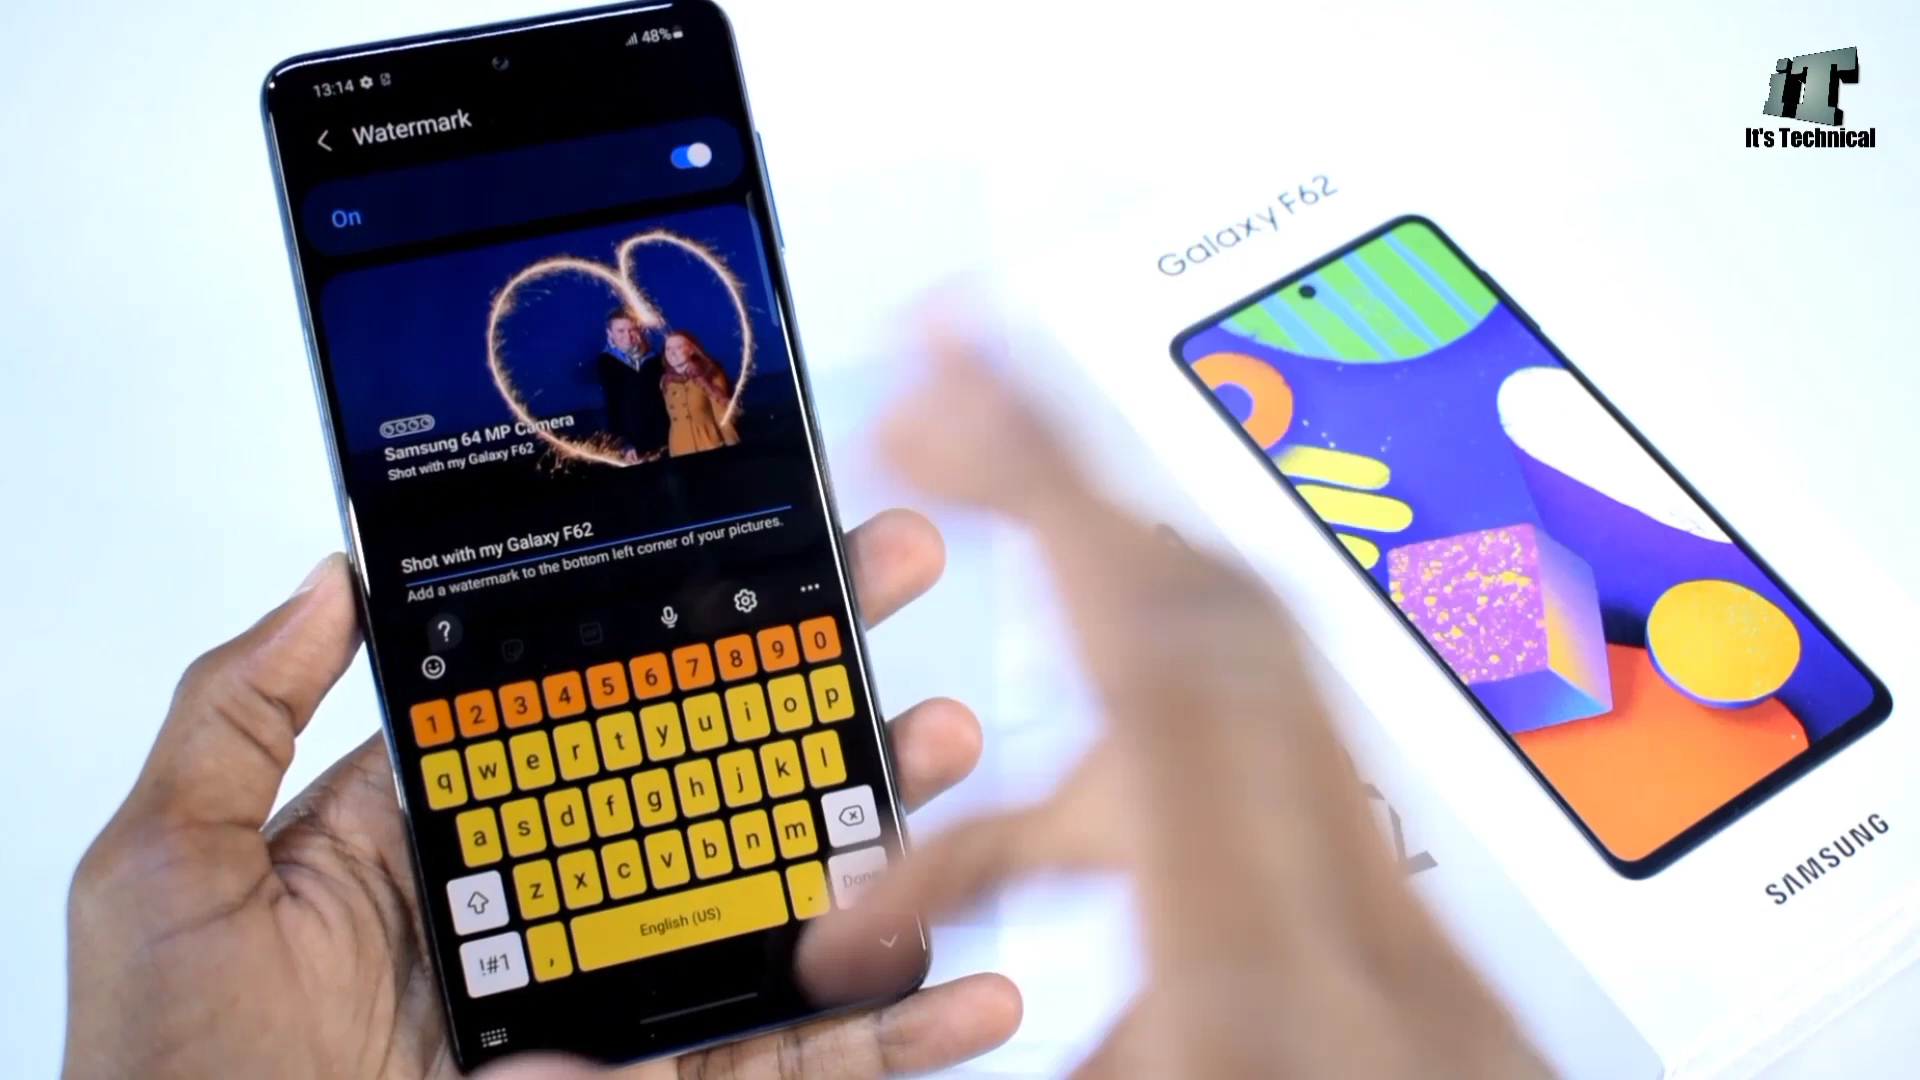 13:14
48%
Watermark
On
Samsung 64 MP Camera
Shot with my Galaxy F62
Shot with my Galaxy F62
Add a watermark to the bottom left corner of your pictures.
?
1 2 3 4 5 6 7 8 9 0
q w e r t y u i o p
a s d f g h j k l
z x c v b n m
!#1 , English (US) . Done
Galaxy F62
SAMSUNG
iT
It's Technical